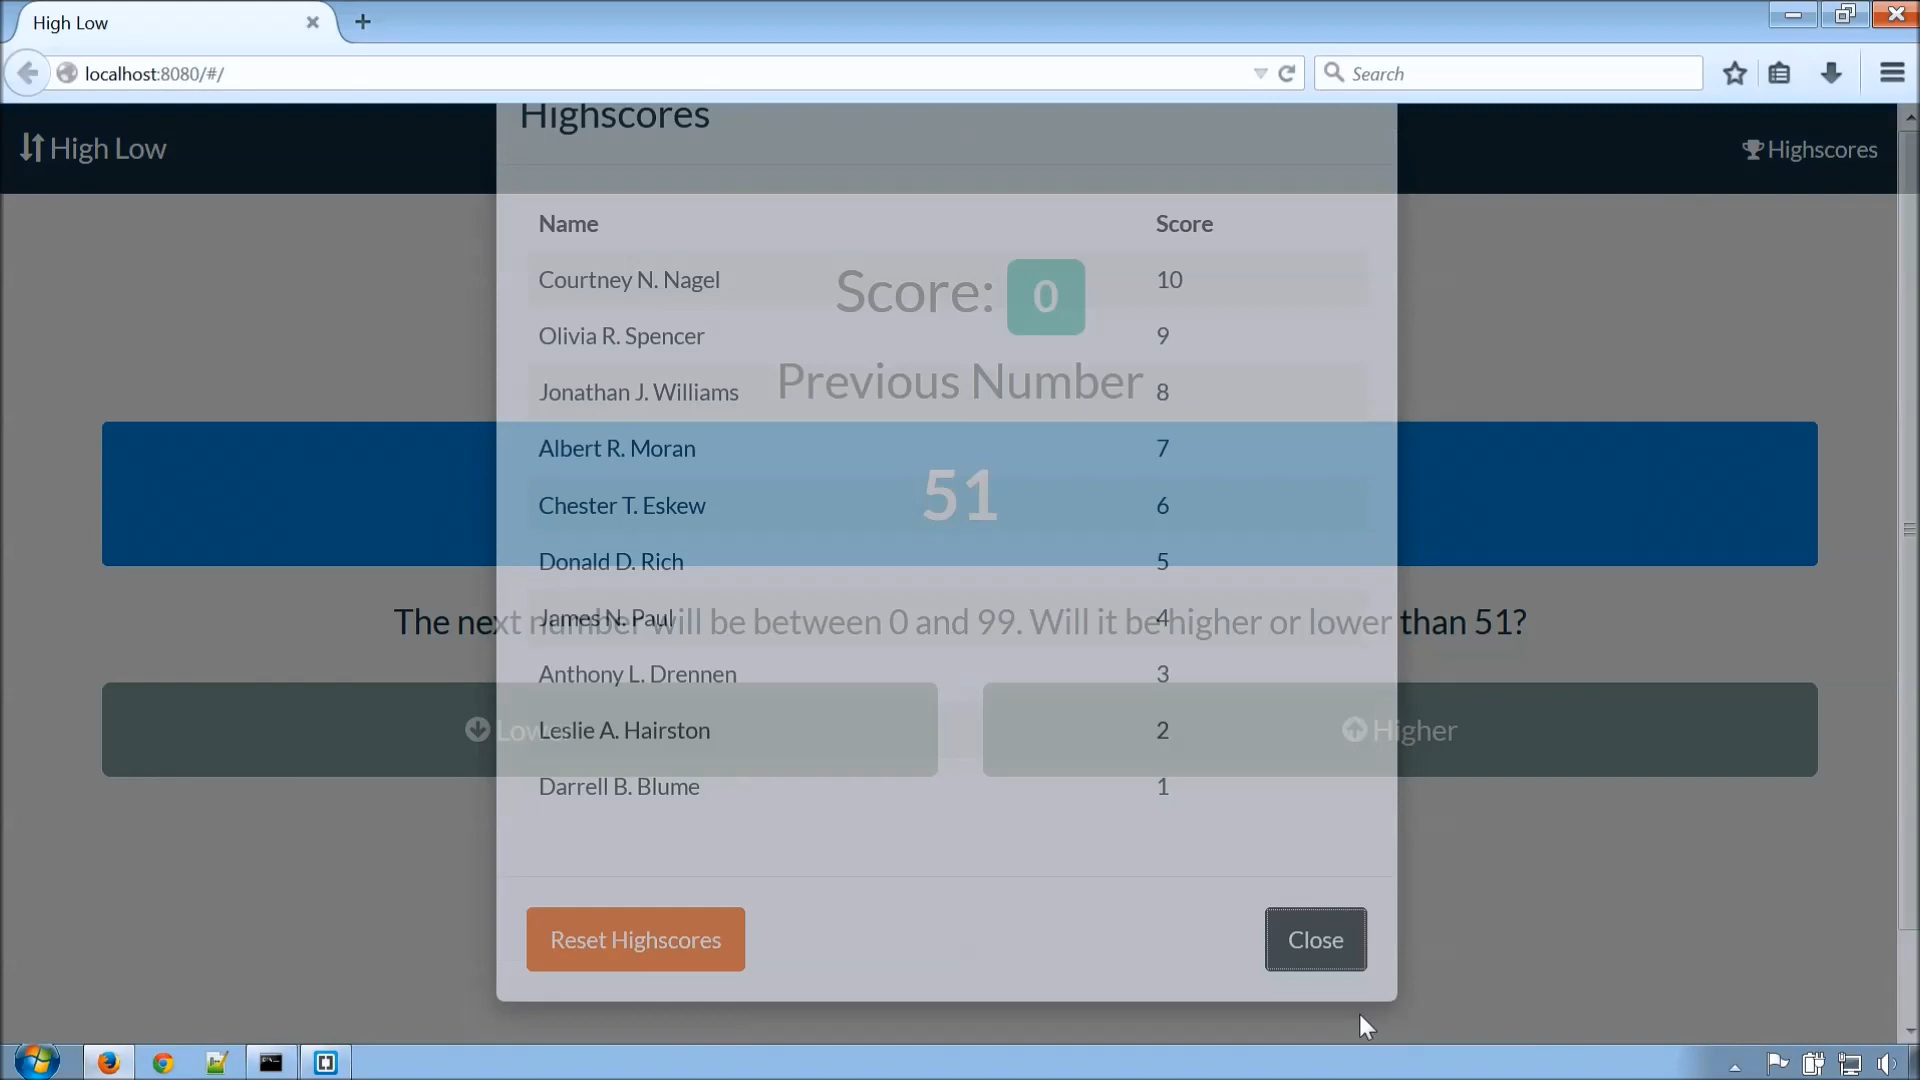 High Low
localhost:8080/#/
Search
Highscores
High Low
Highscores
Name Score
Courtney N. Nagel 10
Score: 0
Olivia R. Spencer 9
Previous Number
Jonathan J. Williams 8
Albert R. Moran 7
51
Chester T. Eskew 6
Donald D. Rich 5
James N. Paul 4
The next number will be between 0 and 99. Will it be higher or lower than 51?
Anthony L. Drennen 3
Low
Leslie A. Hairston 2
Higher
Darrell B. Blume 1
Reset Highscores
Close